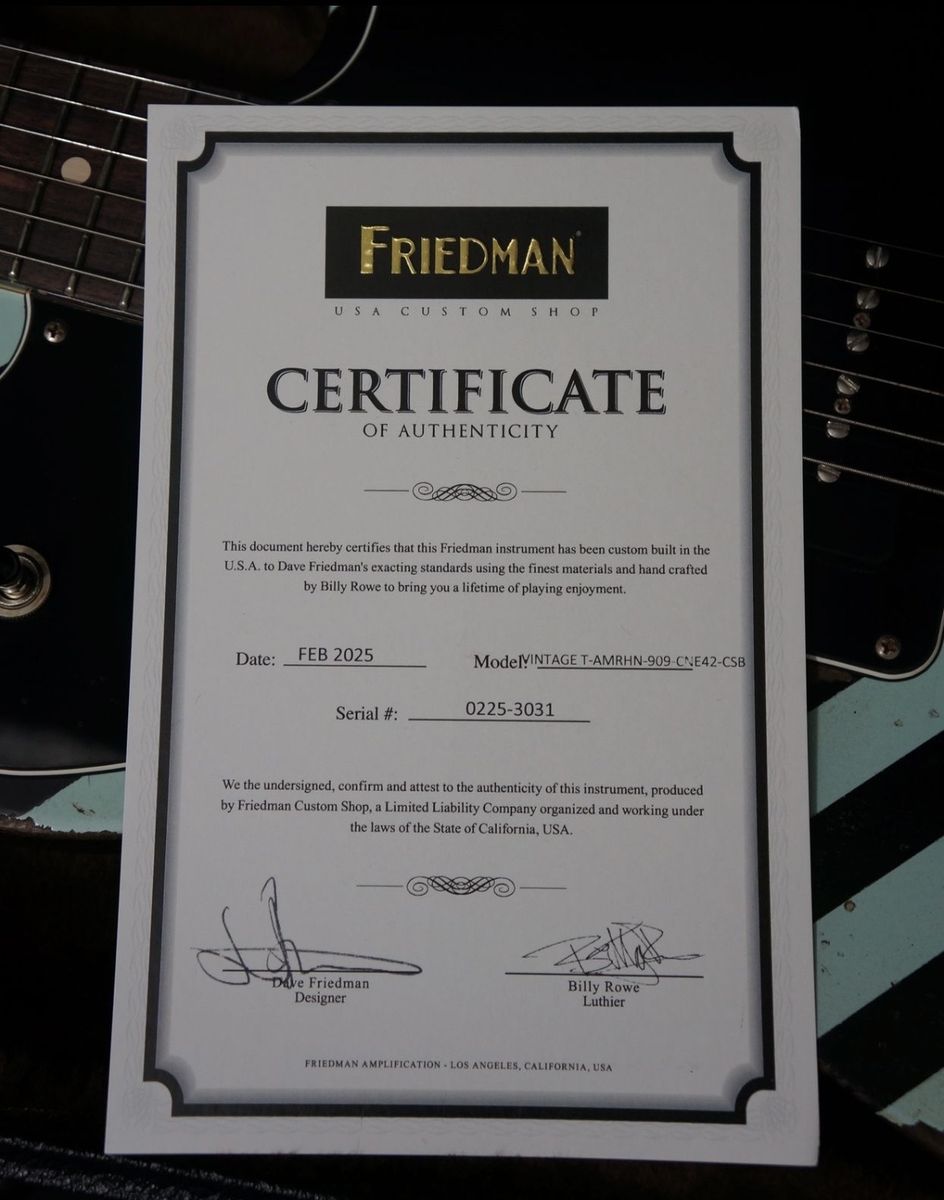 FRIEDMAN®
USA CUSTOM SHOP
CERTIFICATE
OF AUTHENTICITY
This document hereby certifies that this Friedman instrument has been custom built in the
U.S.A. to Dave Friedman's exacting standards using the finest materials and hand crafted
by Billy Rowe to bring you a lifetime of playing enjoyment.
Date: FEB 2025 Model: VINTAGE T-AMRHN-909-CNE42-CSB
Serial #: 0225-3031
We the undersigned, confirm and attest to the authenticity of this instrument, produced
by Friedman Custom Shop, a Limited Liability Company organized and working under
the laws of the State of California, USA.
Dave Friedman Billy Rowe
Designer Luthier
FRIEDMAN AMPLIFICATION - LOS ANGELES, CALIFORNIA, USA